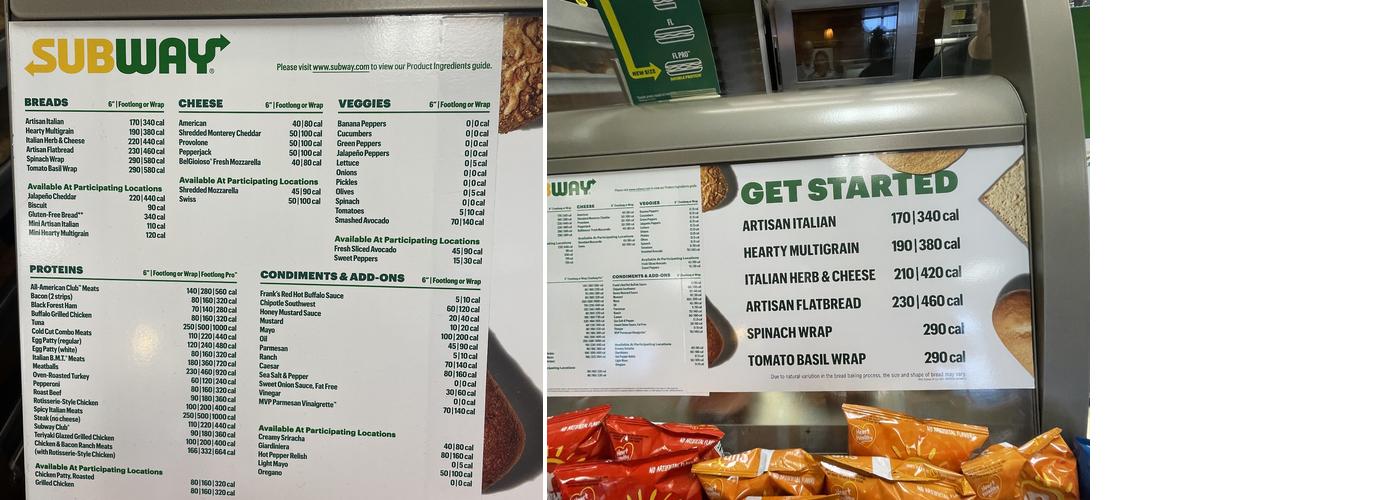 SUBWAY
Please visit www.subway.com to view our Product Ingredients guide.
BREADS 6" | Footlong or Wrap
Artisan Italian 170|340 cal
Hearty Multigrain 190|380 cal
Italian Herb & Cheese 220|440 cal
Artisan Flatbread 230|460 cal
Spinach Wrap 290|580 cal
Tomato Basil Wrap 290|580 cal
Available At Participating Locations
Jalapeño Cheddar 220|440 cal
Biscuit 90 cal
Gluten-Free Bread** 340 cal
Mini Artisan Italian 110 cal
Mini Hearty Multigrain 120 cal
CHEESE 6" | Footlong or Wrap
American 40|80 cal
Shredded Monterey Cheddar 50|100 cal
Provolone 50|100 cal
Pepperjack 50|100 cal
BelGioioso® Fresh Mozzarella 40|80 cal
Available At Participating Locations
Shredded Mozzarella 45|90 cal
Swiss 50|100 cal
VEGGIES 6" | Footlong or Wrap
Banana Peppers 0|0 cal
Cucumbers 0|0 cal
Green Peppers 0|0 cal
Jalapeño Peppers 0|0 cal
Lettuce 0|5 cal
Onions 0|0 cal
Pickles 0|0 cal
Olives 0|5 cal
Spinach 0|0 cal
Tomatoes 5|10 cal
Smashed Avocado 70|140 cal
Available At Participating Locations
Fresh Sliced Avocado 45|90 cal
Sweet Peppers 15|30 cal
PROTEINS 6" | Footlong or Wrap | Footlong Pro™
All-American Club™ Meats 140|280|560 cal
Bacon (2 strips) 80|160|320 cal
Black Forest Ham 70|140|280 cal
Buffalo Grilled Chicken 80|160|320 cal
Tuna 250|500|1000 cal
Cold Cut Combo Meats 110|220|440 cal
Egg Patty (regular) 120|240|480 cal
Egg Patty (white) 80|160|320 cal
Italian B.M.T.™ Meats 180|360|720 cal
Meatballs 230|460|920 cal
Oven-Roasted Turkey 60|120|240 cal
Pepperoni 80|160|320 cal
Roast Beef 90|180|360 cal
Rotisserie-Style Chicken 100|200|400 cal
Spicy Italian Meats 250|500|1000 cal
Steak (no cheese) 110|220|440 cal
Subway Club® 90|180|360 cal
Teriyaki Glazed Grilled Chicken 100|200|400 cal
Chicken & Bacon Ranch Meats 166|332|664 cal
(with Rotisserie-Style Chicken)
Available At Participating Locations
Chicken Patty, Roasted 80|160|320 cal
Grilled Chicken 80|160|320 cal
CONDIMENTS & ADD-ONS 6" | Footlong or Wrap
Frank's Red Hot Buffalo Sauce 5|10 cal
Chipotle Southwest 60|120 cal
Honey Mustard Sauce 20|40 cal
Mustard 10|20 cal
Mayo 100|200 cal
Oil 45|90 cal
Parmesan 5|10 cal
Ranch 70|140 cal
Caesar 80|160 cal
Sea Salt & Pepper 0|0 cal
Sweet Onion Sauce, Fat Free 30|60 cal
Vinegar 0|0 cal
MVP Parmesan Vinaigrette™ 70|140 cal
Available At Participating Locations
Creamy Sriracha 40|80 cal
Giardiniera 80|160 cal
Hot Pepper Relish 0|5 cal
Light Mayo 50|100 cal
Oregano 0|0 cal
FL
FL PRO™
NEW SIZE
DOUBLE PROTEIN
WAY
CHEESE
VEGGIES
CONDIMENTS & ADD-ONS
GET STARTED
ARTISAN ITALIAN 170|340 cal
HEARTY MULTIGRAIN 190|380 cal
ITALIAN HERB & CHEESE 210|420 cal
ARTISAN FLATBREAD 230|460 cal
SPINACH WRAP 290 cal
TOMATO BASIL WRAP 290 cal
Due to natural variation in the bread baking process, the size and shape of bread may vary.
NO ARTIFICIAL FLAVORS
Heart Healthy